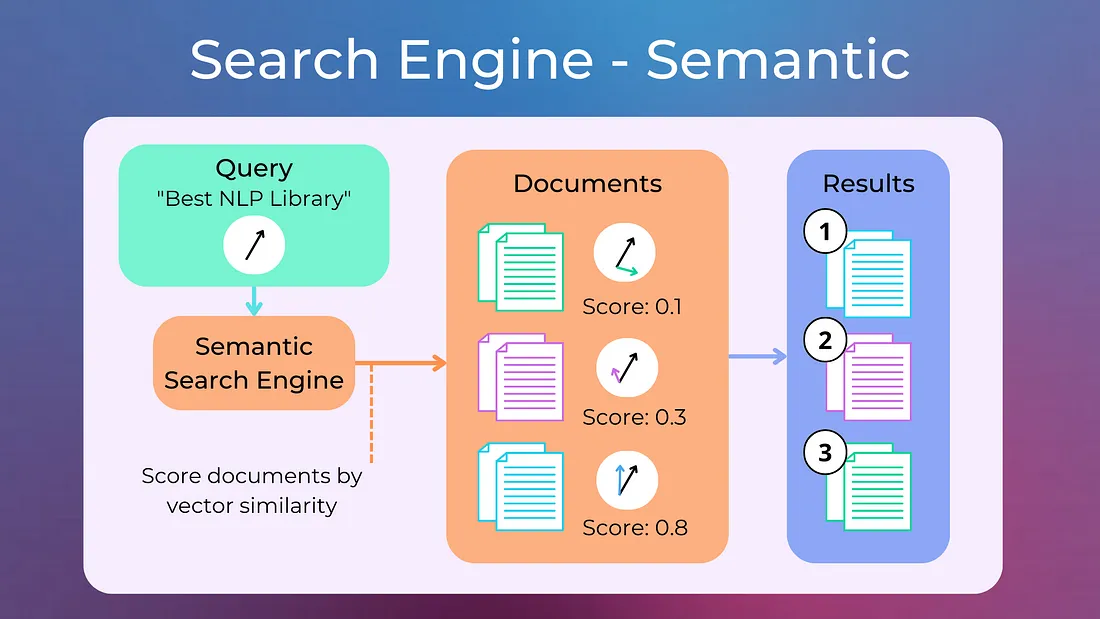 Search Engine - Semantic
Query
"Best NLP Library"
Semantic
Search Engine
Score documents by
vector similarity
Documents
Score: 0.1
Score: 0.3
Score: 0.8
Results
1
2
3